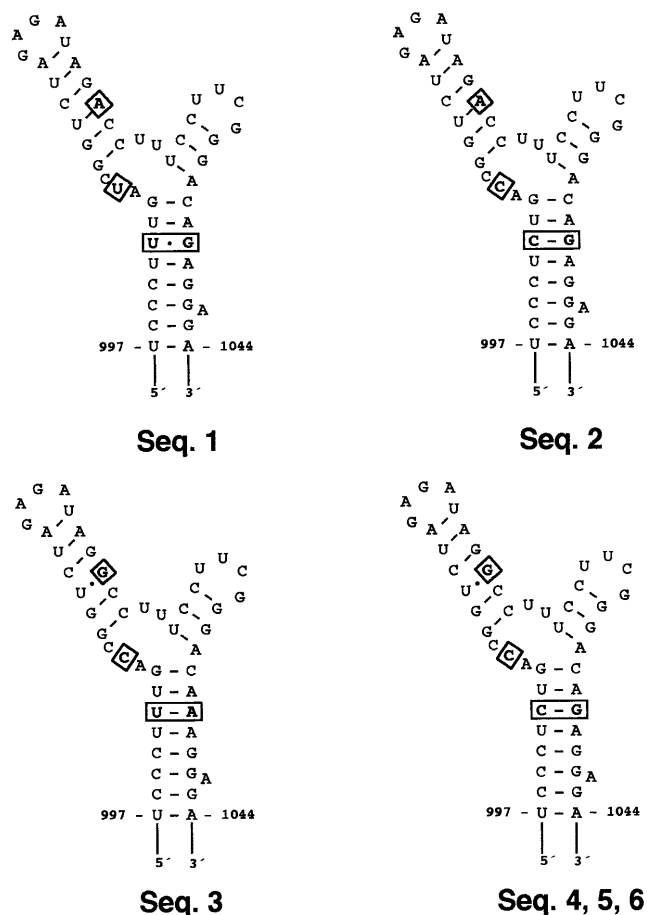 G A
A U
G A A
U G
C A
U C
G C U U C
G U U C G
C G G
U A U G
A
G – C
U – A
U · G
U – A
C – G
C – G A
C – G
997 – U – A – 1044
5´ 3´
Seq. 1
G A
A U
G A A
U G
C A
U C
G C U U C
G U U C G
C G G
C A U G
A
G – C
U – A
C – G
U – A
C – G
C – G A
C – G
997 – U – A – 1044
5´ 3´
Seq. 2
G A
A U
G A A
U G
C G
U · C
G C U U C
G U U C G
C G G
C A U G
A
G – C
U – A
U – A
U – A
C – G
C – G A
C – G
997 – U – A – 1044
5´ 3´
Seq. 3
G A
A U
G A A
U G
C G
U · C
G C U U C
G U U C G
C G G
C A U G
A
G – C
U – A
C – G
U – A
C – G
C – G A
C – G
997 – U – A – 1044
5´ 3´
Seq. 4, 5, 6